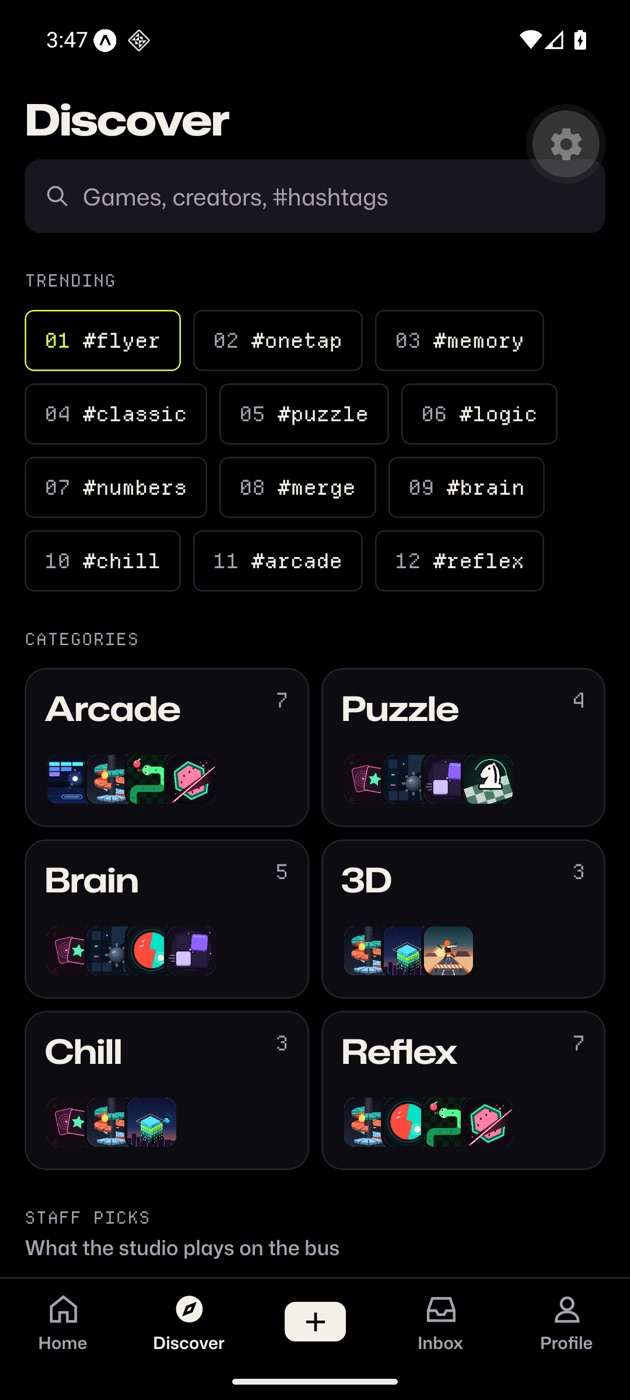 3:47
Discover
Games, creators, #hashtags
TRENDING
01 #flyer
02 #onetap
03 #memory
04 #classic
05 #puzzle
06 #logic
07 #numbers
08 #merge
09 #brain
10 #chill
11 #arcade
12 #reflex
CATEGORIES
Arcade 7
Puzzle 4
Brain 5
3D 3
Chill 3
Reflex 7
STAFF PICKS
What the studio plays on the bus
Home
Discover
Inbox
Profile